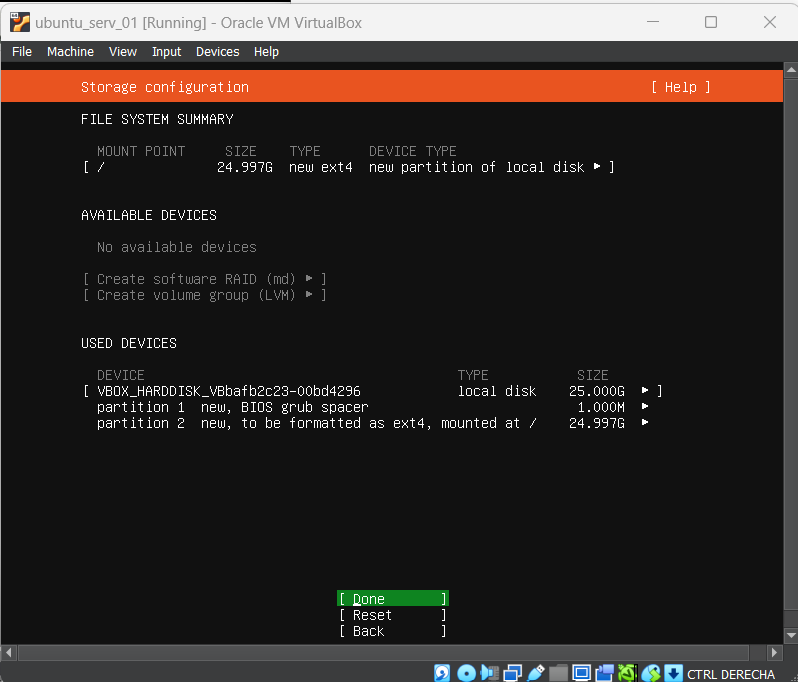 ubuntu_serv_01 [Running] - Oracle VM VirtualBox
File Machine View Input Devices Help
Storage configuration [ Help ]
FILE SYSTEM SUMMARY
MOUNT POINT SIZE TYPE DEVICE TYPE
[ / 24.997G new ext4 new partition of local disk ▸ ]
AVAILABLE DEVICES
No available devices
[ Create software RAID (md) ▸ ]
[ Create volume group (LVM) ▸ ]
USED DEVICES
DEVICE TYPE SIZE
[ VBOX_HARDDISK_VBbafb2c23-00bd4296 local disk 25.000G ▸ ]
partition 1 new, BIOS grub spacer 1.000M ▸
partition 2 new, to be formatted as ext4, mounted at / 24.997G ▸
[ Done ]
[ Reset ]
[ Back ]
CTRL DERECHA